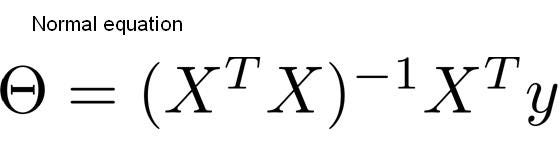 Normal equation
Θ = (X^T X)^{-1} X^T y